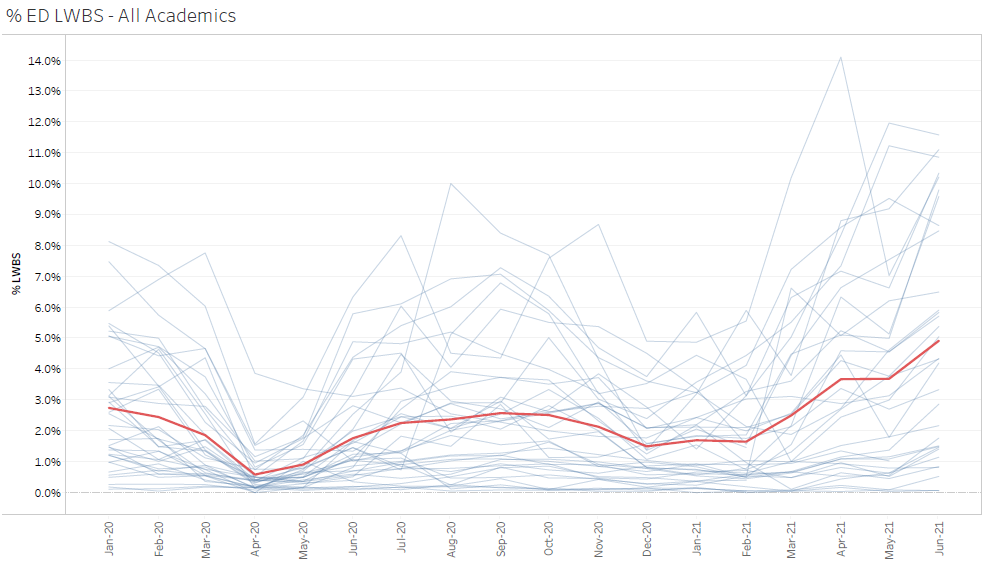 % ED LWBS - All Academics
14.0%
13.0%
12.0%
11.0%
10.0%
9.0%
8.0%
7.0%
6.0%
5.0%
4.0%
3.0%
2.0%
1.0%
0.0%
% LWBS
Jan-20
Feb-20
Mar-20
Apr-20
May-20
Jun-20
Jul-20
Aug-20
Sep-20
Oct-20
Nov-20
Dec-20
Jan-21
Feb-21
Mar-21
Apr-21
May-21
Jun-21